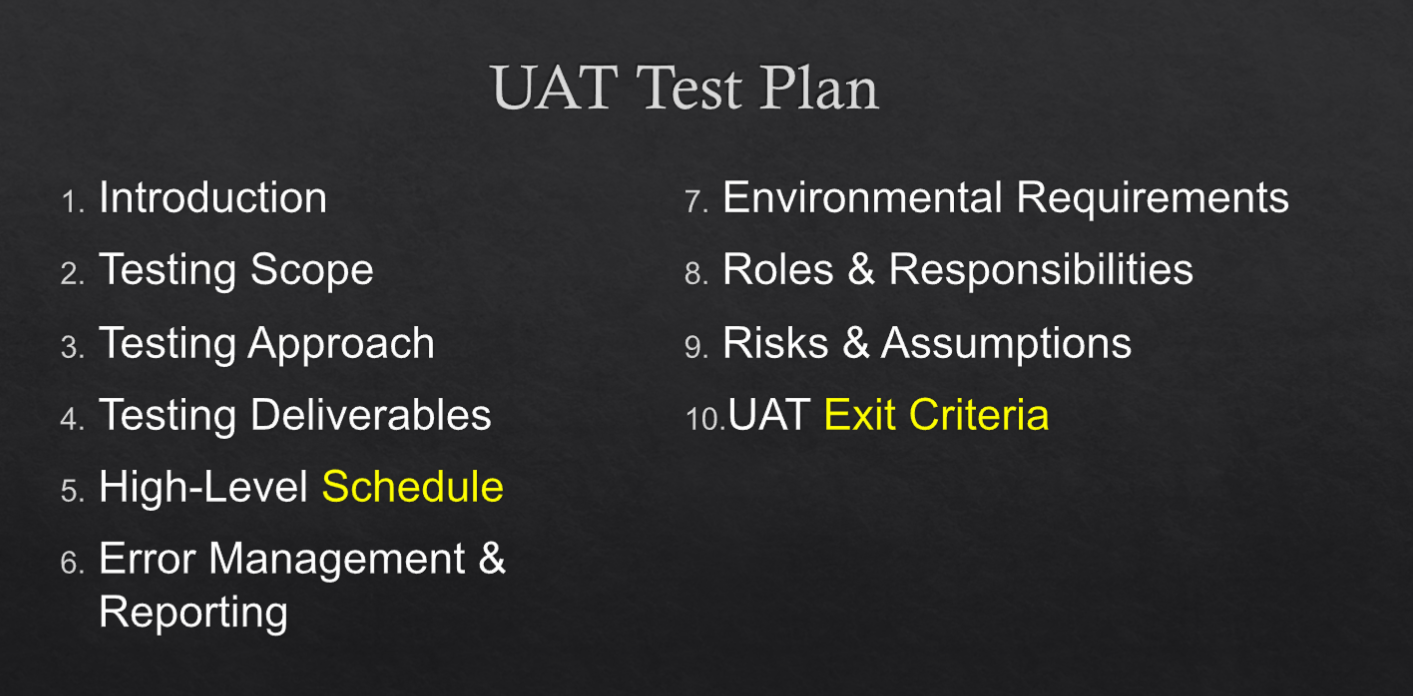 UAT Test Plan
1. Introduction
2. Testing Scope
3. Testing Approach
4. Testing Deliverables
5. High-Level Schedule
6. Error Management &
Reporting
7. Environmental Requirements
8. Roles & Responsibilities
9. Risks & Assumptions
10.UAT Exit Criteria